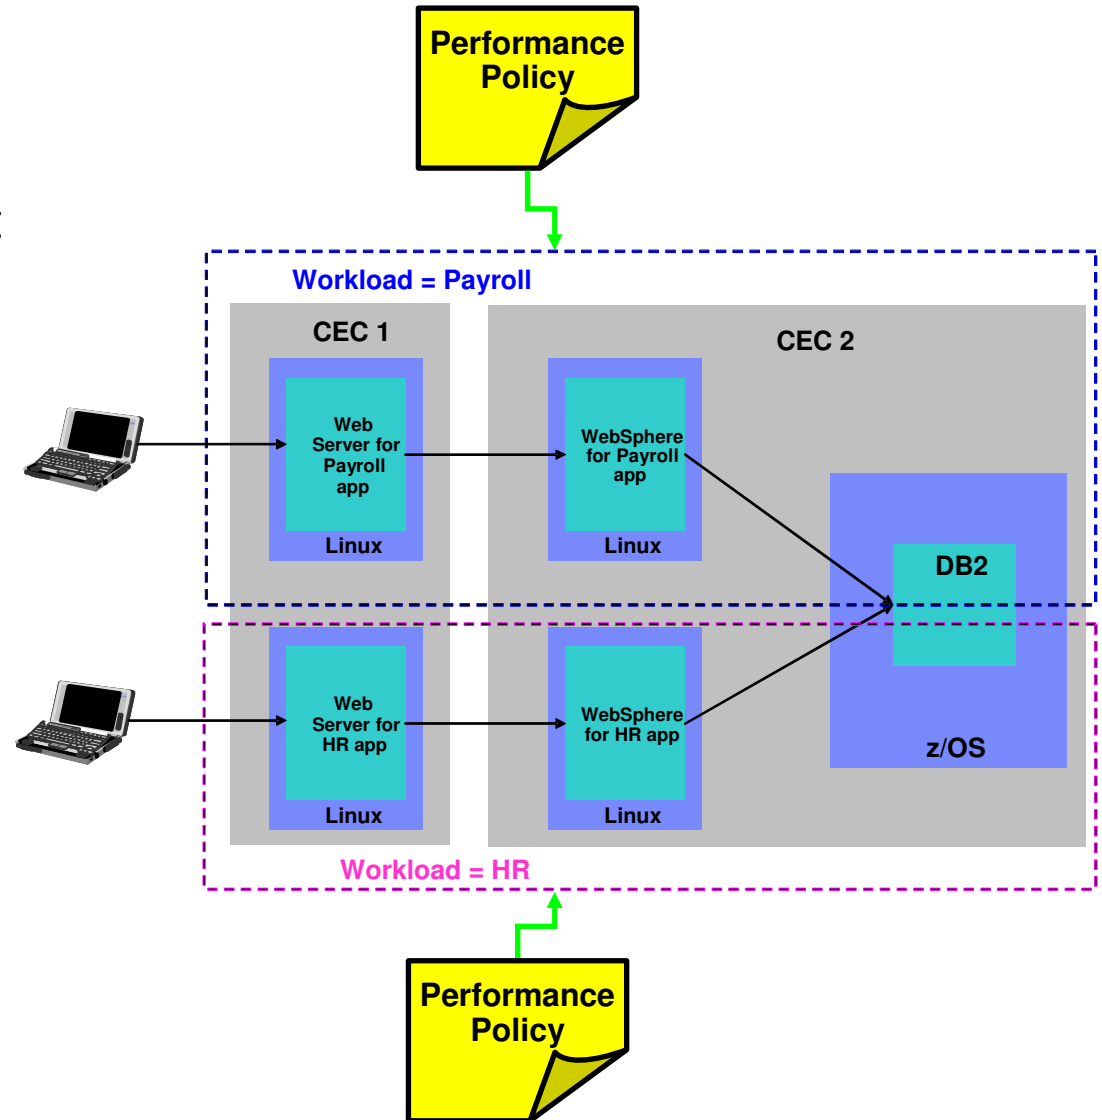 Performance
Policy
Workload = Payroll
CEC 1
CEC 2
Web
Server for
Payroll
app
Linux
WebSphere
for Payroll
app
Linux
DB2
Web
Server for
HR app
Linux
WebSphere
for HR app
Linux
z/OS
Workload = HR
Performance
Policy